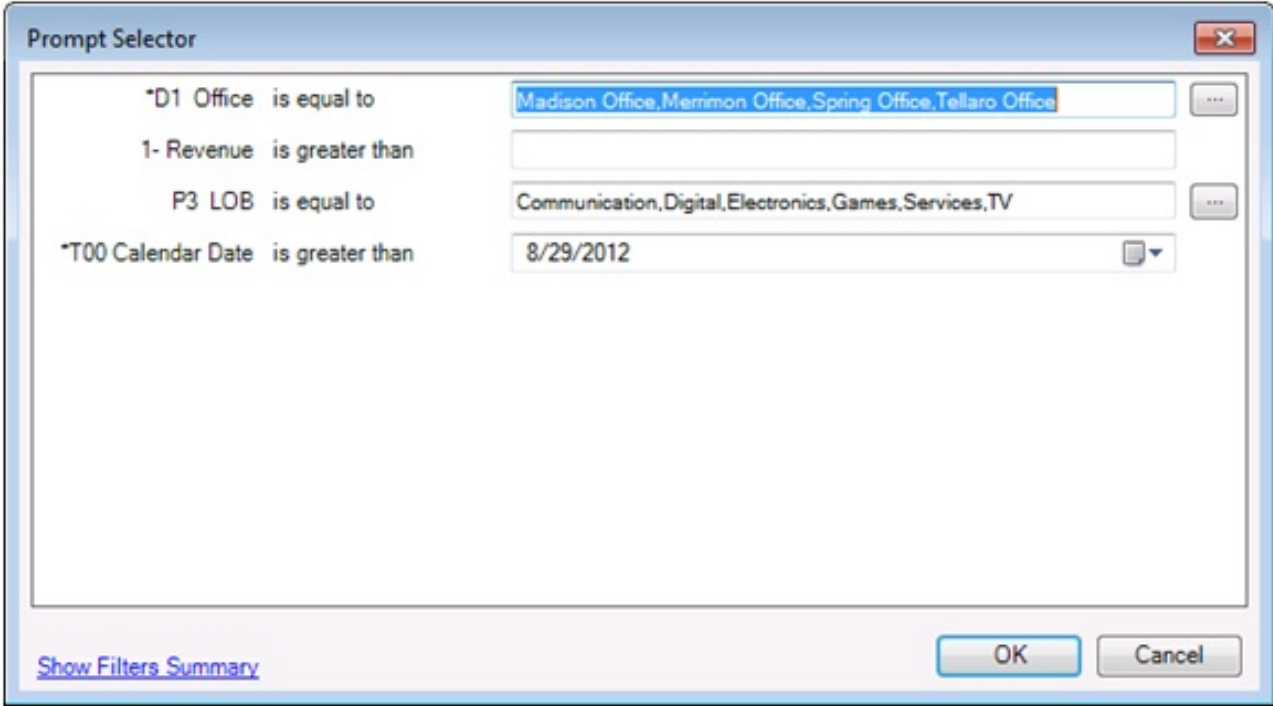 Prompt Selector
*D1 Office is equal to Madison Office,Merrimon Office,Spring Office,Tellaro Office ...
1- Revenue is greater than
P3 LOB is equal to Communication,Digital,Electronics,Games,Services,TV ...
*T00 Calendar Date is greater than 8/29/2012
Show Filters Summary OK Cancel